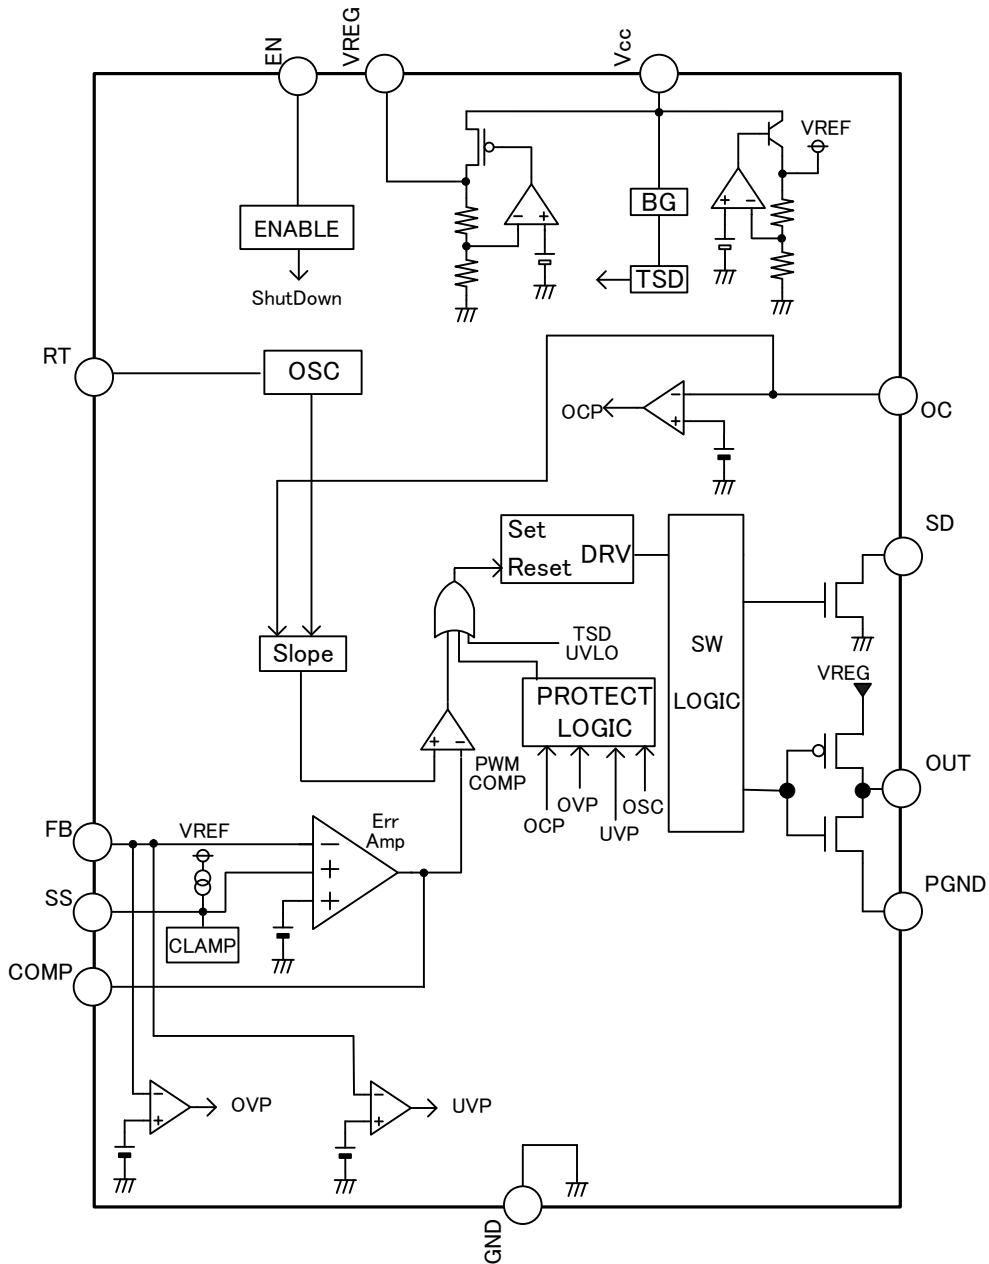 EN
VREG
Vcc
VREF
+
−
− +
BG
TSD
ENABLE
ShutDown
RT
OSC
OCP
−
+
OC
SD
Set
Reset
DRV
SW
LOGIC
TSD
UVLO
Slope
VREG
PROTECT
LOGIC
+ −
PWM
COMP
OCP
OVP
UVP
OSC
OUT
FB
VREF
Err
Amp
−
+
+
SS
CLAMP
PGND
COMP
−
+
OVP
−
+
UVP
GND